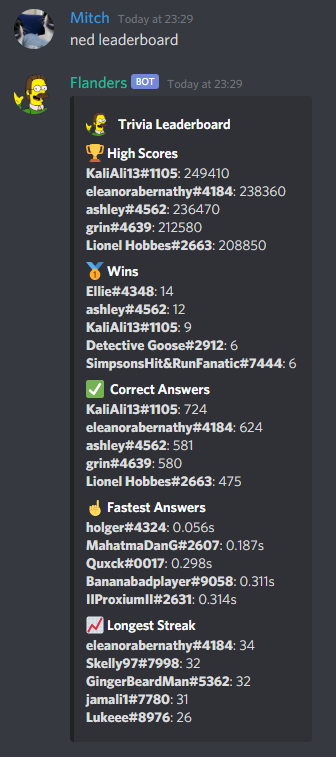 Mitch Today at 23:29
ned leaderboard
Flanders BOT Today at 23:29
Trivia Leaderboard
High Scores
KaliAli13#1105: 249410
eleanorabernathy#4184: 238360
ashley#4562: 236470
grin#4639: 212580
Lionel Hobbes#2663: 208850
Wins
Ellie#4348: 14
ashley#4562: 12
KaliAli13#1105: 9
Detective Goose#2912: 6
SimpsonsHit&RunFanatic#7444: 6
Correct Answers
KaliAli13#1105: 724
eleanorabernathy#4184: 624
ashley#4562: 581
grin#4639: 580
Lionel Hobbes#2663: 475
Fastest Answers
holger#4324: 0.056s
MahatmaDanG#2607: 0.187s
Quxck#0017: 0.298s
Bananabadplayer#9058: 0.311s
IIProxiumII#2631: 0.314s
Longest Streak
eleanorabernathy#4184: 34
Skelly97#7998: 32
GingerBeardMan#5362: 32
jamali1#7780: 31
Lukeee#8976: 26